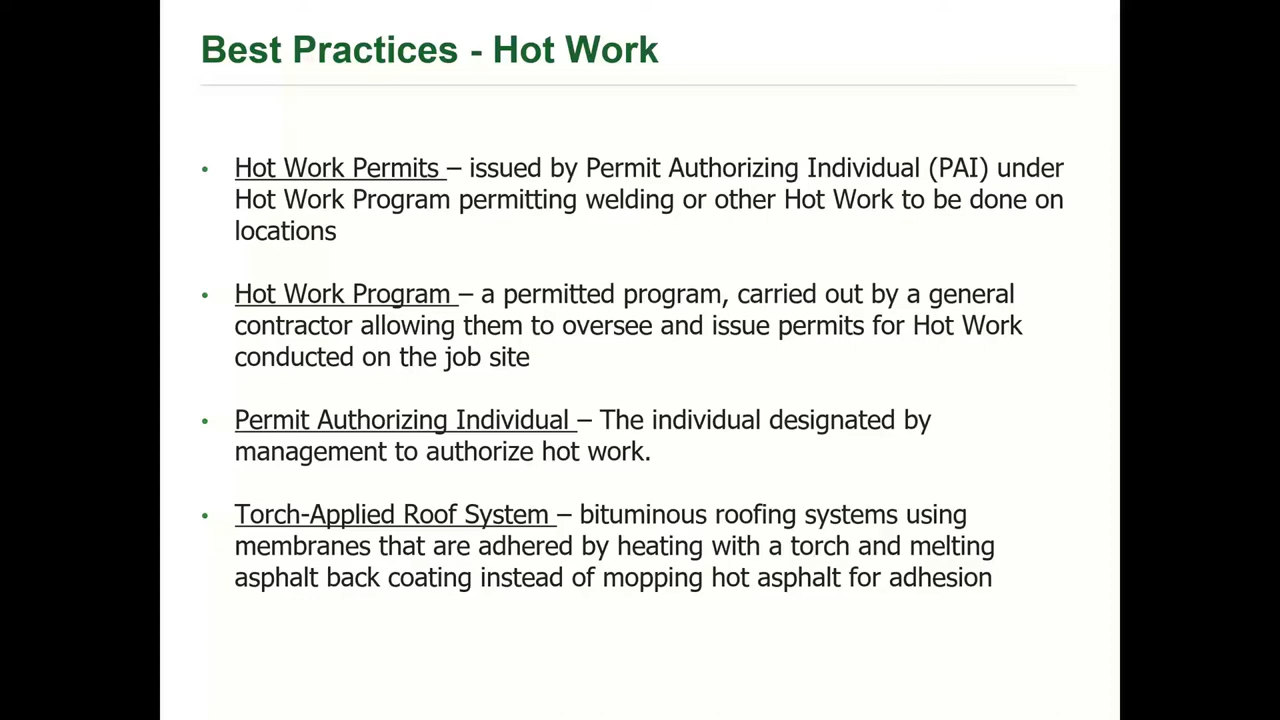 Best Practices - Hot Work
• Hot Work Permits – issued by Permit Authorizing Individual (PAI) under
Hot Work Program permitting welding or other Hot Work to be done on
locations
• Hot Work Program – a permitted program, carried out by a general
contractor allowing them to oversee and issue permits for Hot Work
conducted on the job site
• Permit Authorizing Individual – The individual designated by
management to authorize hot work.
• Torch-Applied Roof System – bituminous roofing systems using
membranes that are adhered by heating with a torch and melting
asphalt back coating instead of mopping hot asphalt for adhesion